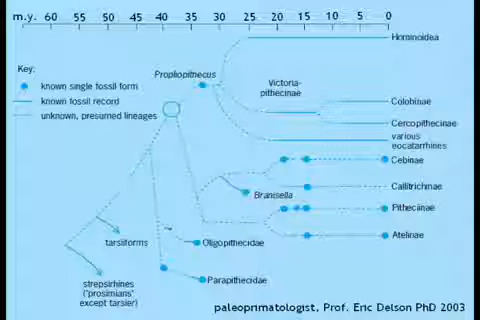 m.y. 60 55 50 45 40 35 30 25 20 15 10 5 0
Hominoidea
Key:
Propliopithecus
known single fossil form
Victoria-
pithecinae
known fossil record
Colobinae
unknown, presumed lineages
Cercopithecinae
various
eocatarrhines
Cebinae
Callitrichinae
Branisella
Pitheciinae
Atelinae
tarsiiforms
Oligopithecidae
Parapithecidae
strepsirhines
("prosimians"
except tarsier)
paleoprimatologist, Prof. Eric Delson PhD 2003